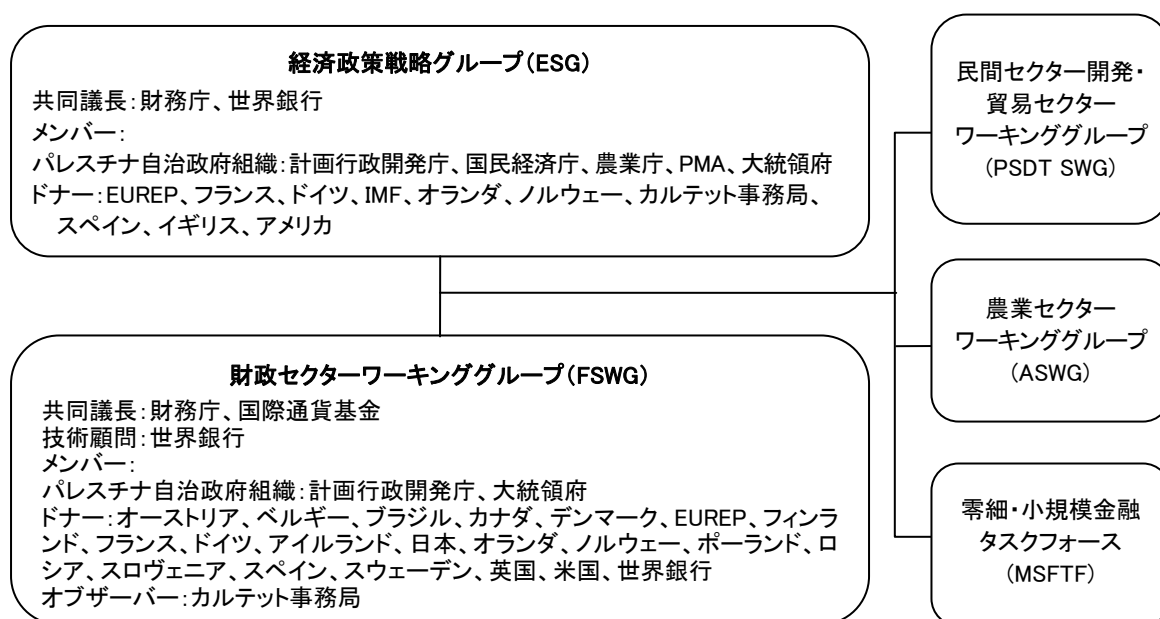 経済政策戦略グループ(ESG)
共同議長:財務庁、世界銀行
メンバー:
パレスチナ自治政府組織:計画行政開発庁、国民経済庁、農業庁、PMA、大統領府
ドナー:EUREP、フランス、ドイツ、IMF、オランダ、ノルウェー、カルテット事務局、
スペイン、イギリス、アメリカ
財政セクターワーキンググループ(FSWG)
共同議長:財務庁、国際通貨基金
技術顧問:世界銀行
メンバー:
パレスチナ自治政府組織:計画行政開発庁、大統領府
ドナー:オーストリア、ベルギー、ブラジル、カナダ、デンマーク、EUREP、フィンラ
ンド、フランス、ドイツ、アイルランド、日本、オランダ、ノルウェー、ポーランド、ロ
シア、スロヴェニア、スペイン、スウェーデン、英国、米国、世界銀行
オブザーバー:カルテット事務局
民間セクター開発・
貿易セクター
ワーキンググループ
(PSDT SWG)
農業セクター
ワーキンググループ
(ASWG)
零細・小規模金融
タスクフォース
(MSFTF)